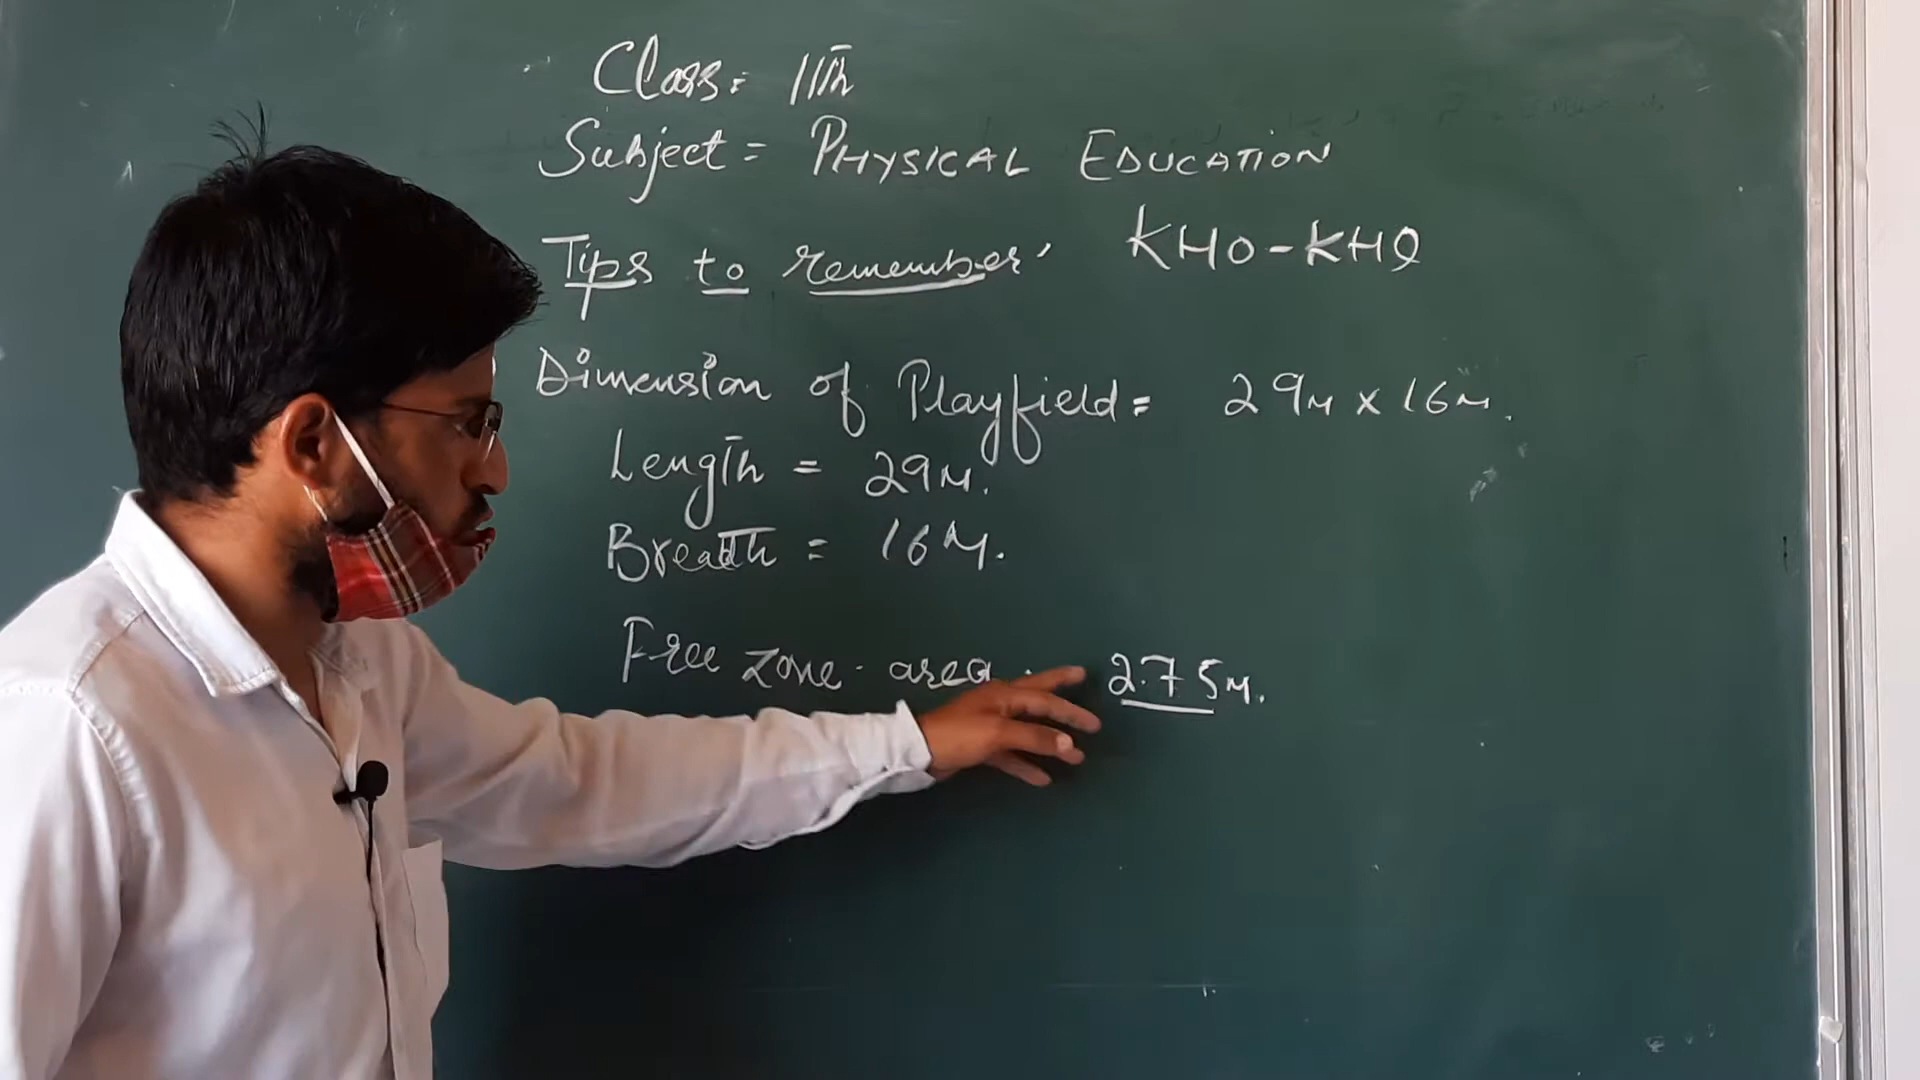 Class: 11th
Subject = PHYSICAL EDUCATION
Tips to remember' KHO-KHO
Dimension of Playfield = 29M x 16M.
Length = 29M.
Breadth = 16M.
Free zone area 2.75M.